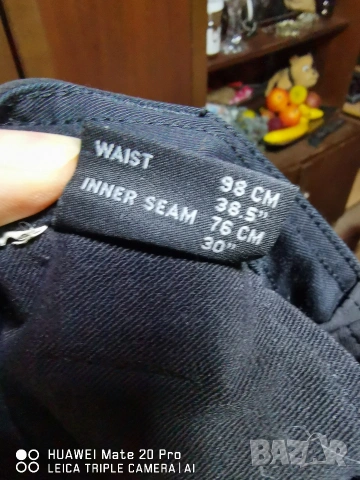 WAIST 98 CM
38.5"
INNER SEAM 76 CM
30"
HUAWEI Mate 20 Pro
LEICA TRIPLE CAMERA | AI
BAZAR